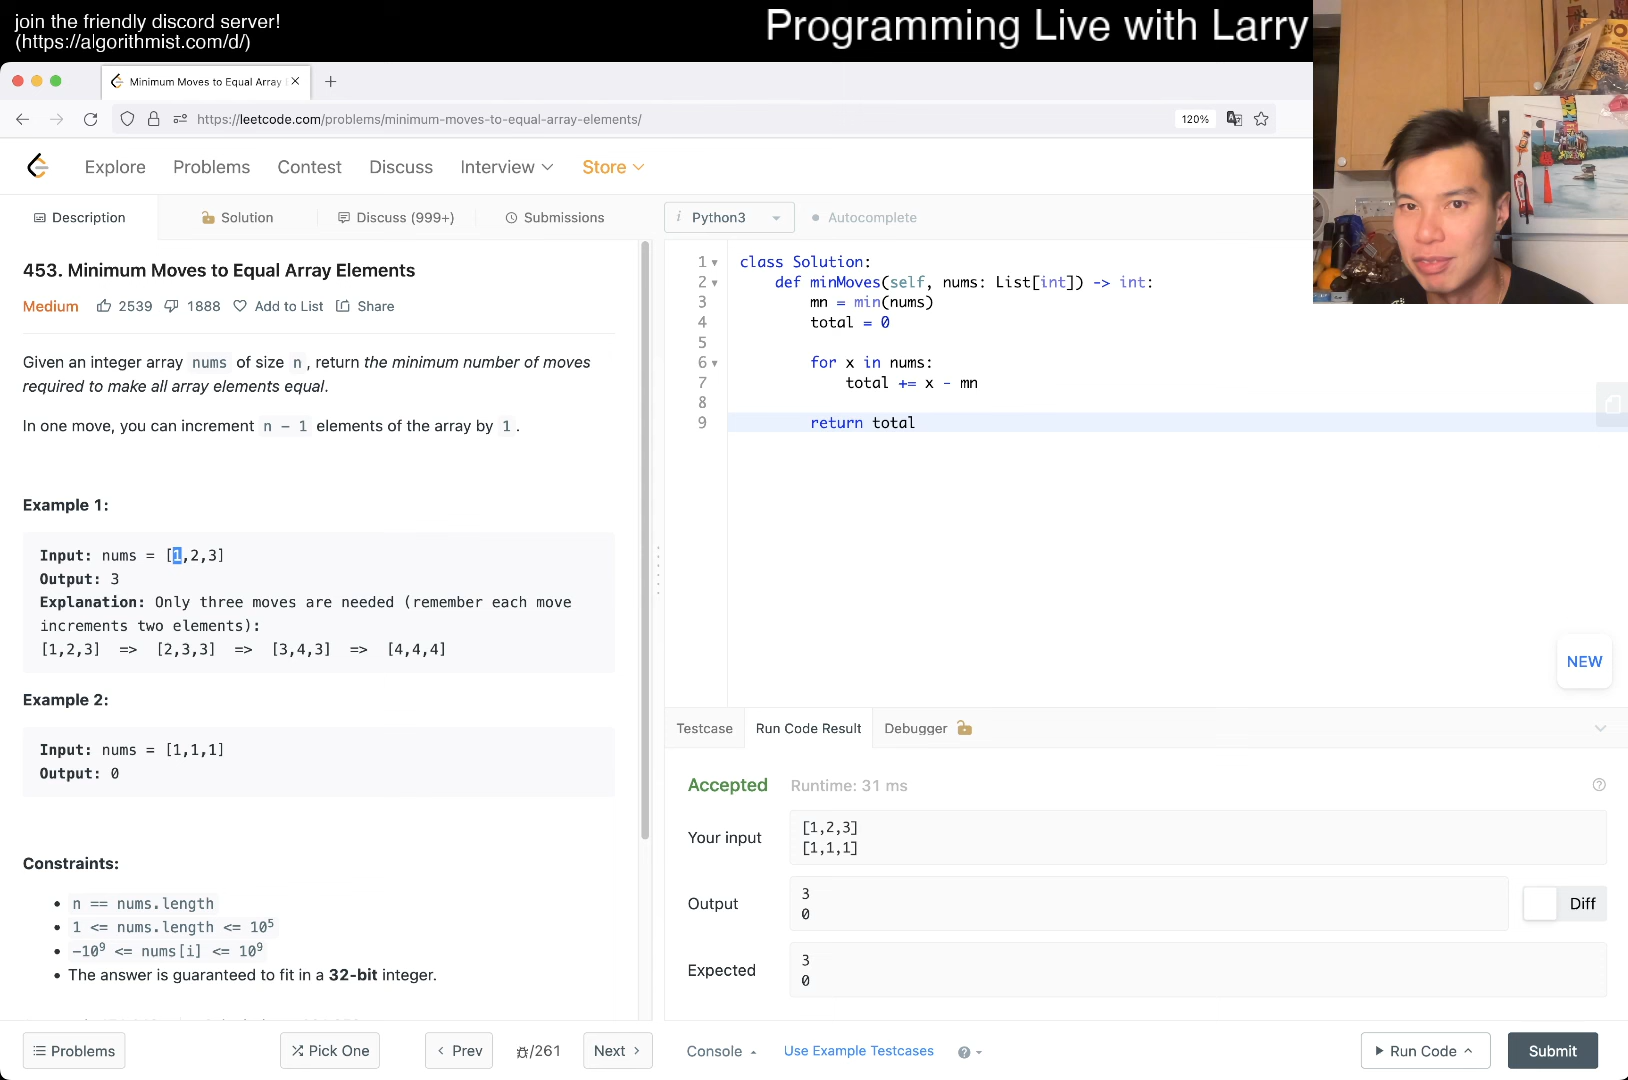 join the friendly discord server!
(https://algorithmist.com/d/)
Programming Live with Larry
Minimum Moves to Equal Array
https://leetcode.com/problems/minimum-moves-to-equal-array-elements/
120%
Explore Problems Contest Discuss Interview Store
Description Solution Discuss (999+) Submissions
i Python3 Autocomplete
453. Minimum Moves to Equal Array Elements
Medium 2539 1888 Add to List Share
Given an integer array nums of size n, return the minimum number of moves
required to make all array elements equal.
In one move, you can increment n - 1 elements of the array by 1.
Example 1:
Input: nums = [1,2,3]
Output: 3
Explanation: Only three moves are needed (remember each move
increments two elements):
[1,2,3] => [2,3,3] => [3,4,3] => [4,4,4]
Example 2:
Input: nums = [1,1,1]
Output: 0
Constraints:
n == nums.length
1 <= nums.length <= 10⁵
-10⁹ <= nums[i] <= 10⁹
The answer is guaranteed to fit in a 32-bit integer.
1 class Solution:
2 def minMoves(self, nums: List[int]) -> int:
3 mn = min(nums)
4 total = 0
5
6 for x in nums:
7 total += x - mn
8
9 return total
NEW
Testcase Run Code Result Debugger
Accepted Runtime: 31 ms
Your input
[1,2,3]
[1,1,1]
Output
3
0
Diff
Expected
3
0
Problems Pick One Prev /261 Next Console Use Example Testcases Run Code Submit